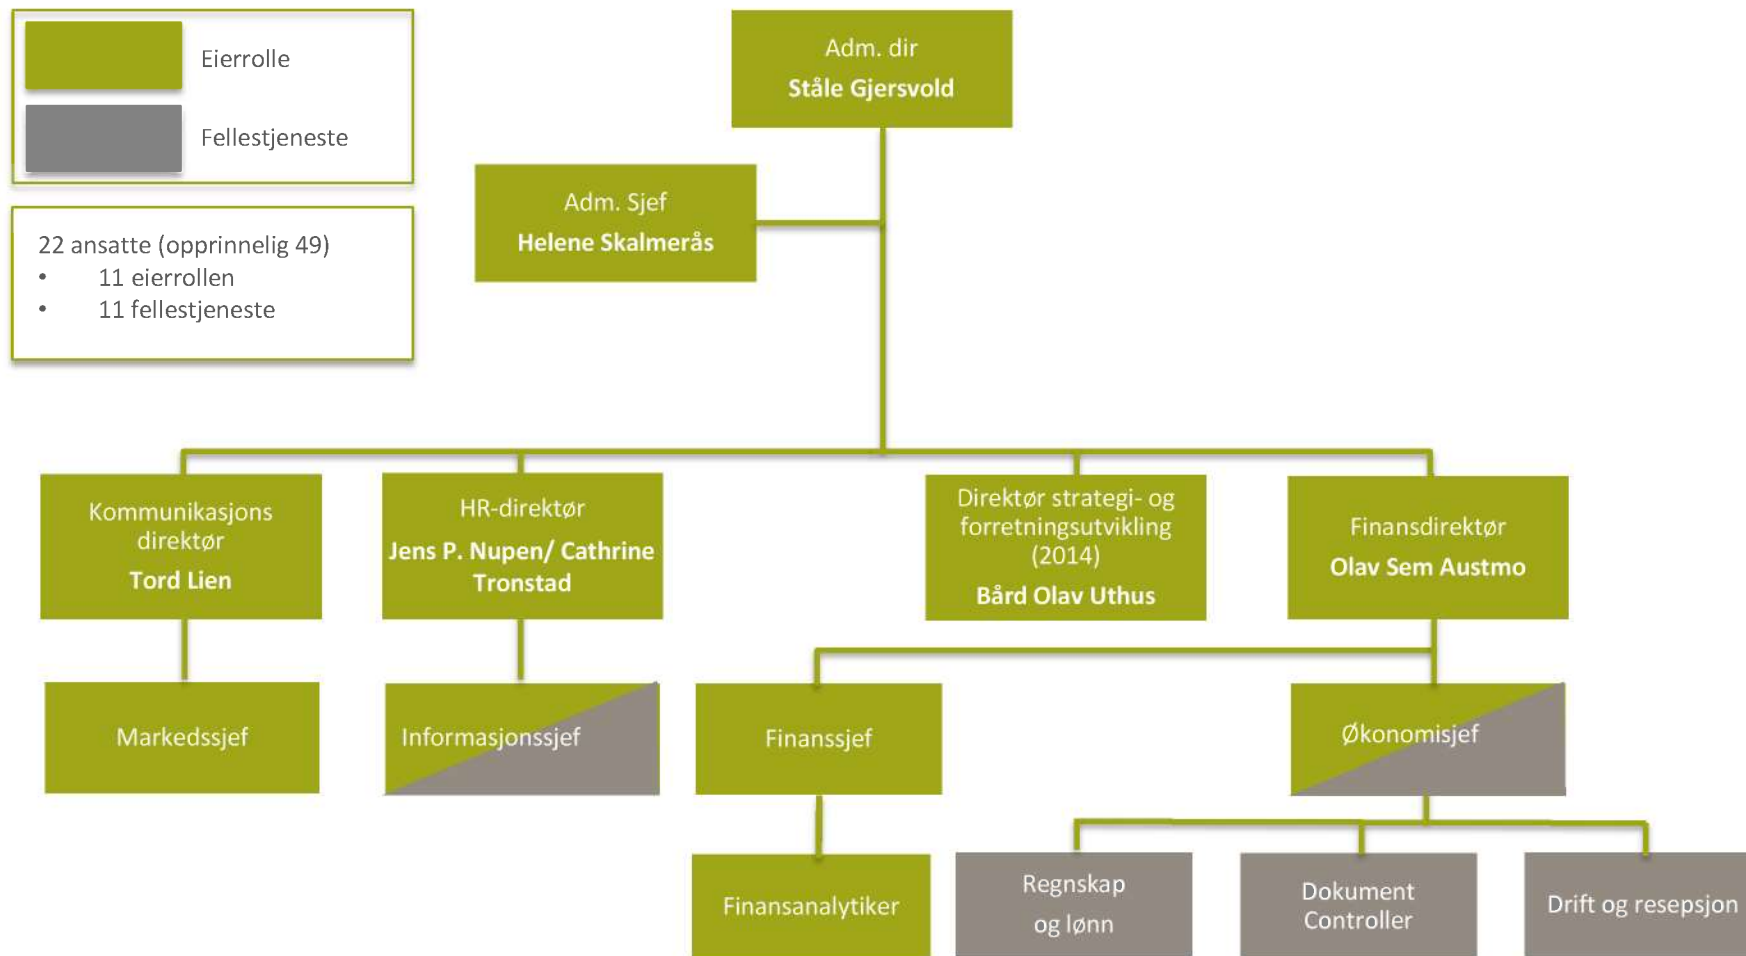 Eierrolle
Fellestjeneste
22 ansatte (opprinnelig 49)
• 11 eierrollen
• 11 fellestjeneste
Adm. dir
Ståle Gjersvold
Adm. Sjef
Helene Skalmerås
Kommunikasjons
direktør
Tord Lien
HR-direktør
Jens P. Nupen/ Cathrine
Tronstad
Direktør strategi- og
forretningsutvikling
(2014)
Bård Olav Uthus
Finansdirektør
Olav Sem Austmo
Markedssjef
Informasjonssjef
Finanssjef
Økonomisjef
Finansanalytiker
Regnskap
og lønn
Dokument
Controller
Drift og resepsjon